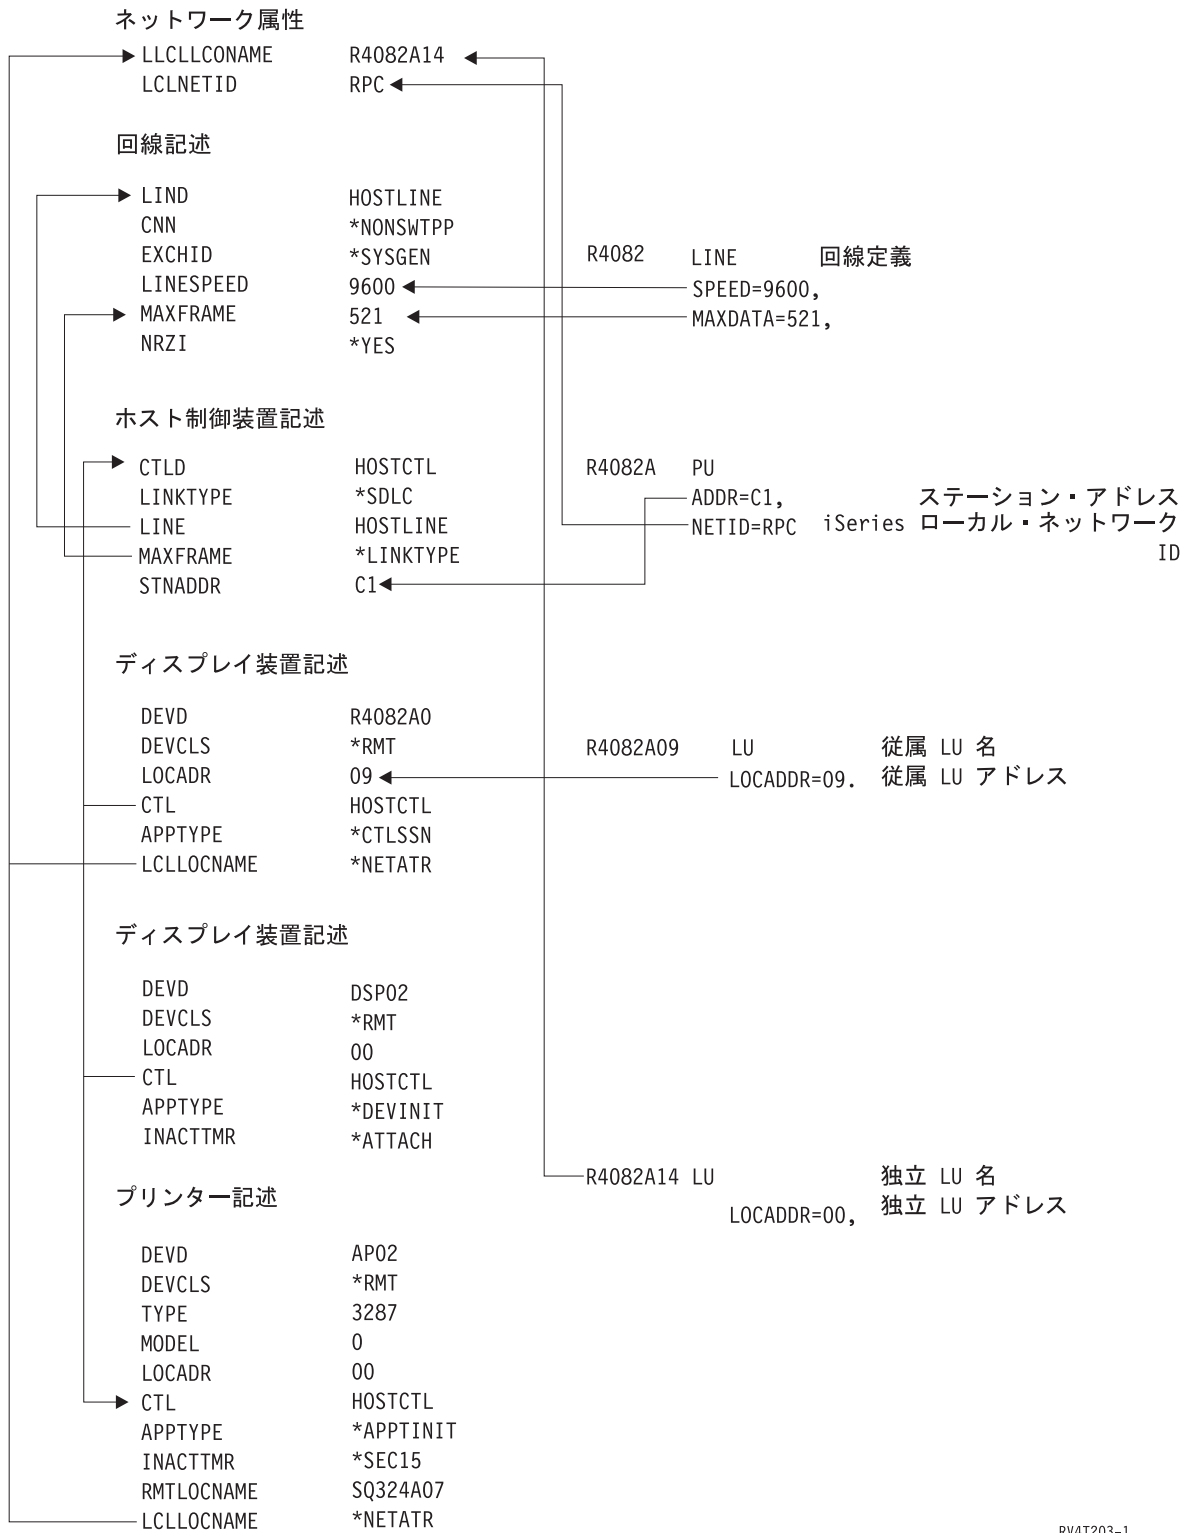 ネットワーク属性
LLCLLCONAME R4082A14
LCLNETID RPC
回線記述
LIND HOSTLINE
CNN *NONSWTPP
EXCHID *SYSGEN R4082 LINE 回線定義
LINESPEED 9600 SPEED=9600,
MAXFRAME 521 MAXDATA=521,
NRZI *YES
ホスト制御装置記述
CTLD HOSTCTL R4082A PU
LINKTYPE *SDLC ADDR=C1, ステーション・アドレス
LINE HOSTLINE NETID=RPC iSeries ローカル・ネットワーク
MAXFRAME *LINKTYPE ID
STNADDR C1
ディスプレイ装置記述
DEVD R4082A0
DEVCLS *RMT R4082A09 LU 従属 LU 名
LOCADR 09 LOCADDR=09. 従属 LU アドレス
CTL HOSTCTL
APPTYPE *CTLSSN
LCLLOCNAME *NETATR
ディスプレイ装置記述
DEVD DSP02
DEVCLS *RMT
LOCADR 00
CTL HOSTCTL
APPTYPE *DEVINIT
INACTTMR *ATTACH
R4082A14 LU 独立 LU 名
プリンター記述 LOCADDR=00, 独立 LU アドレス
DEVD AP02
DEVCLS *RMT
TYPE 3287
MODEL 0
LOCADR 00
CTL HOSTCTL
APPTYPE *APPTINIT
INACTTMR *SEC15
RMTLOCNAME SQ324A07
LCLLOCNAME *NETATR
RV4T203-1